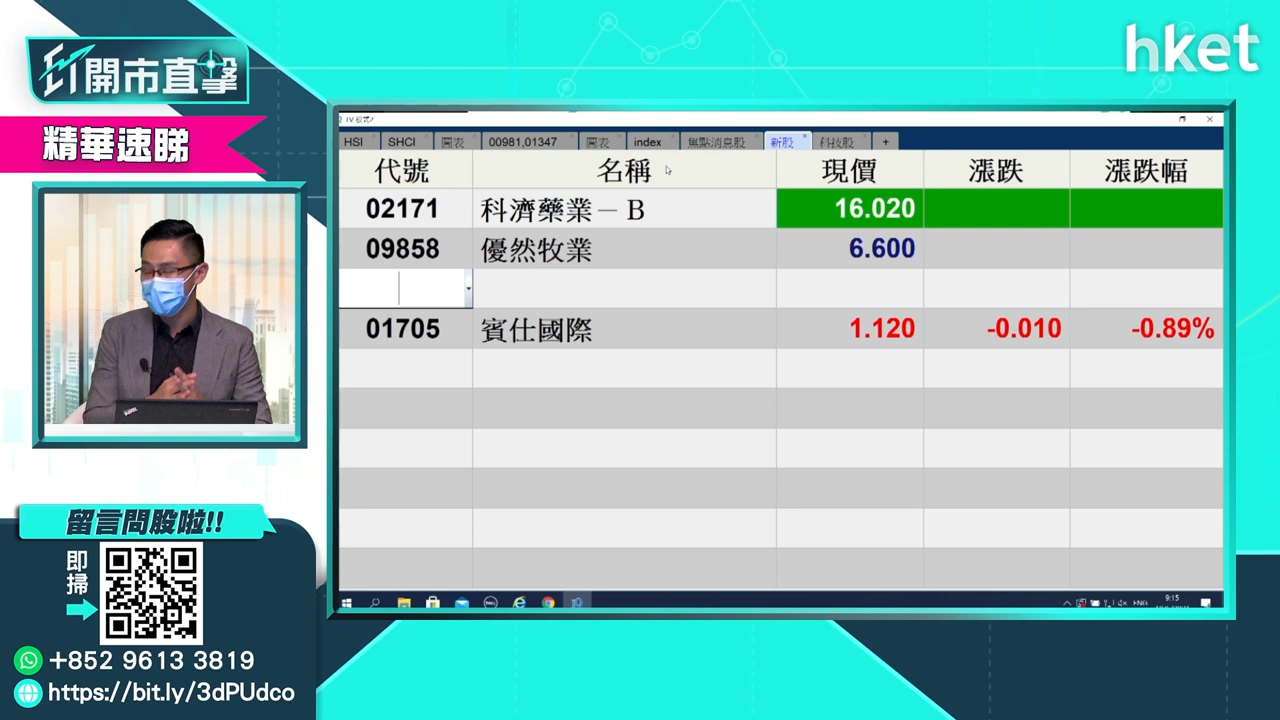 ET開市直擊
hket
精華速睇
HSI SHCI 圖表 00981,01347 圖表 index 焦點消息股 新股 科技股 +
代號 名稱 現價 漲跌 漲跌幅
02171 科濟藥業－B 16.020
09858 優然牧業 6.600
01705 賓仕國際 1.120 -0.010 -0.89%
留言問股啦!!
即掃
+852 9613 3819
https://bit.ly/3dPUdco
9:15